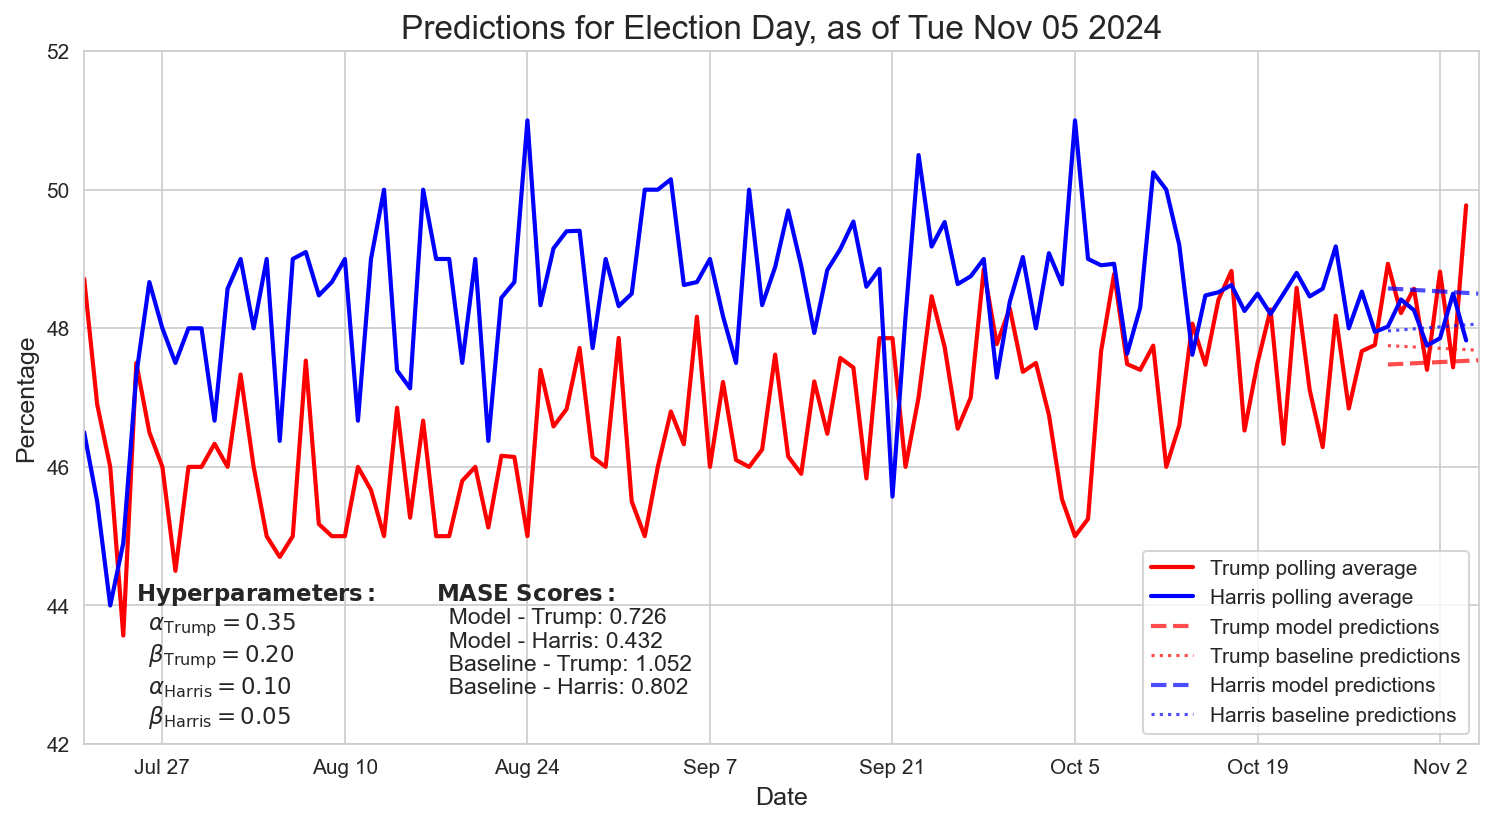 Predictions for Election Day, as of Tue Nov 05 2024
Percentage
52
50
48
46
44
42
Hyperparameters:
α_Trump = 0.35
β_Trump = 0.20
α_Harris = 0.10
β_Harris = 0.05
MASE Scores:
Model - Trump: 0.726
Model - Harris: 0.432
Baseline - Trump: 1.052
Baseline - Harris: 0.802
Trump polling average
Harris polling average
Trump model predictions
Trump baseline predictions
Harris model predictions
Harris baseline predictions
Jul 27 Aug 10 Aug 24 Sep 7 Sep 21 Oct 5 Oct 19 Nov 2
Date